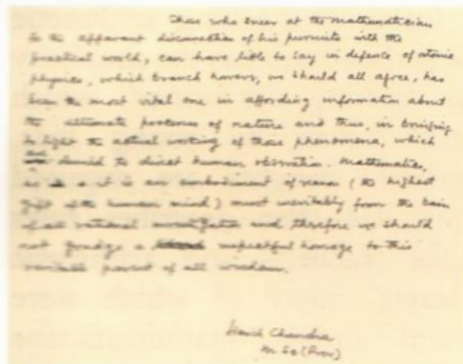 Those who sneer at the mathematician
to the apparent disconnection of his pursuits with the
practical world, can have little to say in defence of atomic
physics, which branch however, we should all agree, has
been the most vital one in affording information about
the ultimate processes of nature and thus, in bringing
to light the actual working of those phenomena, which
are denied to direct human observation. Mathematics,
as it is an embodiment of reason (the highest
gift of the human mind) must inevitably form the basis
of all rational investigation and therefore we should
not grudge a respectful homage to this
veritable parent of all wisdom.
Harish Chandra
M.Sc (Prev)